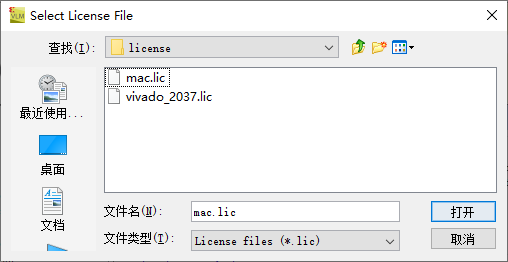 VLM
Select License File
查找(I):
license
mac.lic
vivado_2037.lic
最近使用...
桌面
文档
文件名(N):
mac.lic
打开
文件类型(T):
License files (*.lic)
取消